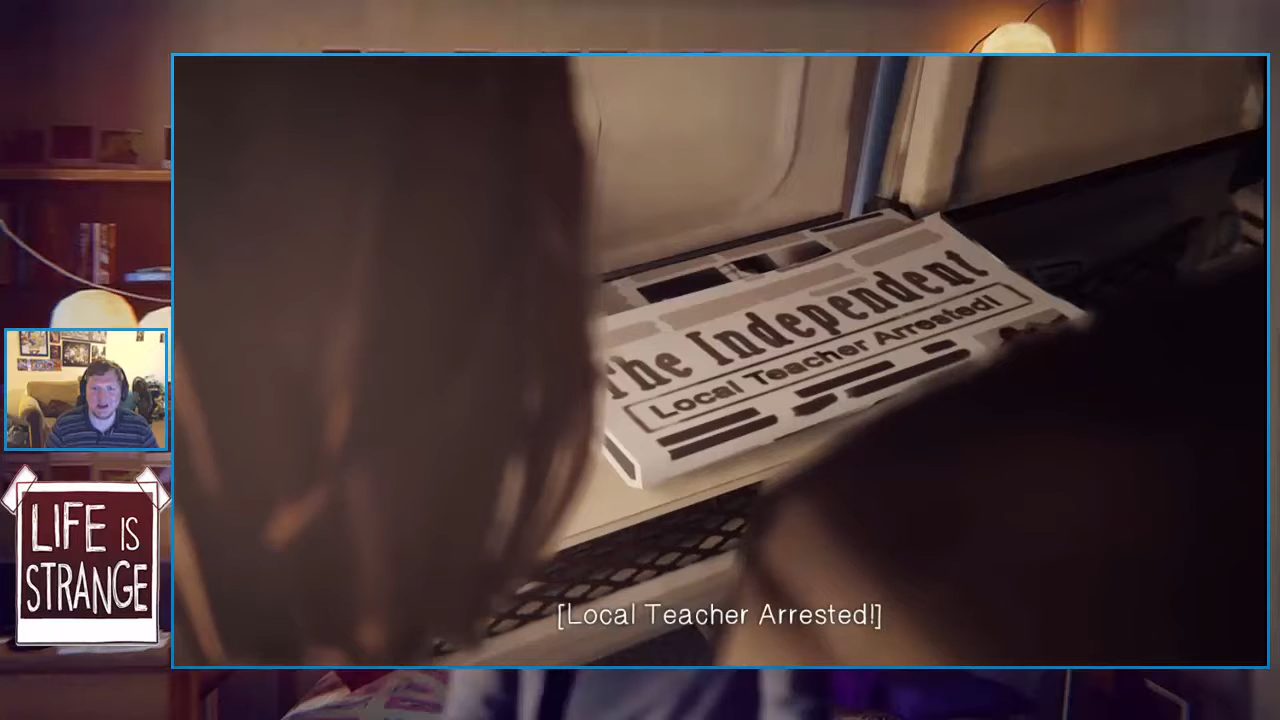 The Independent
Local Teacher Arrested!
LIFE IS
STRANGE
[Local Teacher Arrested!]